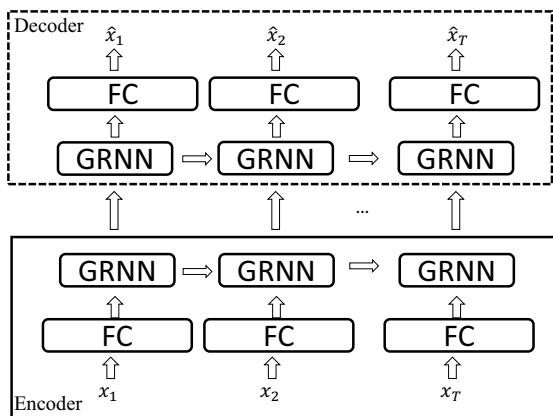 Decoder
x̂₁ x̂₂ x̂_T
FC FC FC
GRNN GRNN GRNN
...
GRNN GRNN GRNN
FC FC FC
x₁ x₂ x_T
Encoder